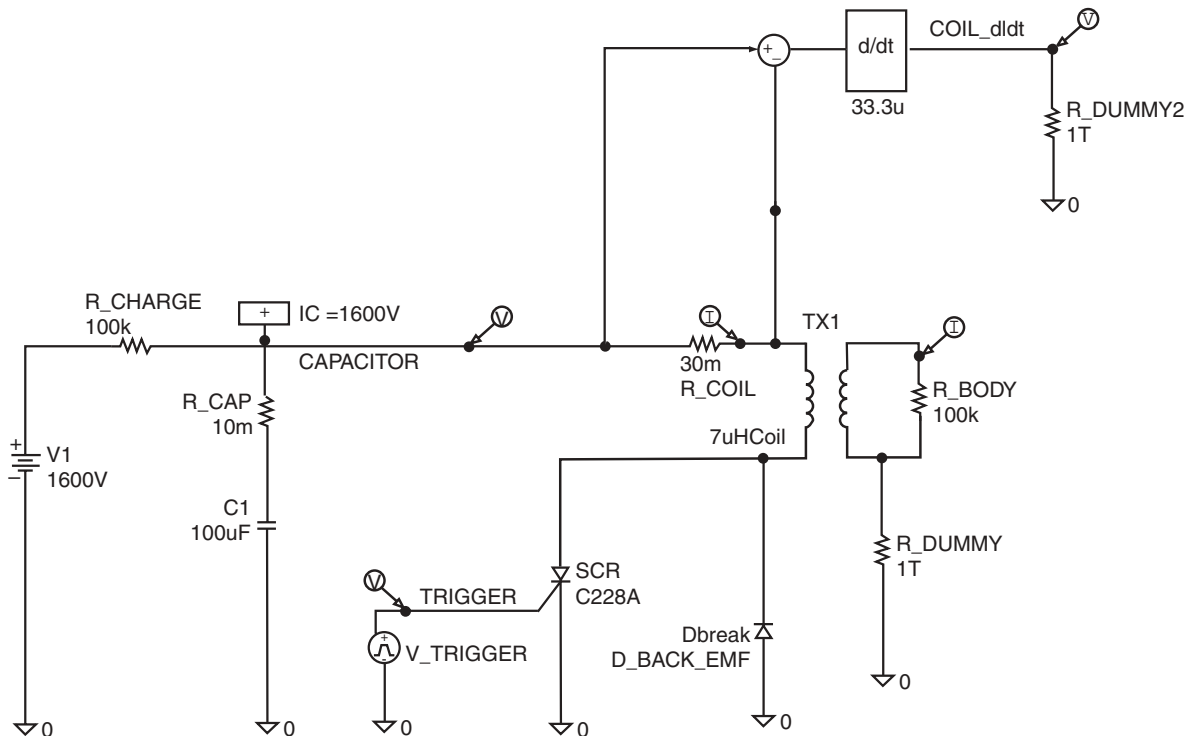 COIL_dIdt
V
d/dt
+
−
33.3u
R_DUMMY2
1T
0
R_CHARGE
100k
+
IC =1600V
V
CAPACITOR
I
TX1
30m
R_COIL
I
R_BODY
100k
R_CAP
10m
7uHCoil
+
V1
−
1600V
C1
100uF
R_DUMMY
1T
SCR
C228A
V
TRIGGER
+
V_TRIGGER
-
Dbreak
D_BACK_EMF
0
0
0
0
0
0